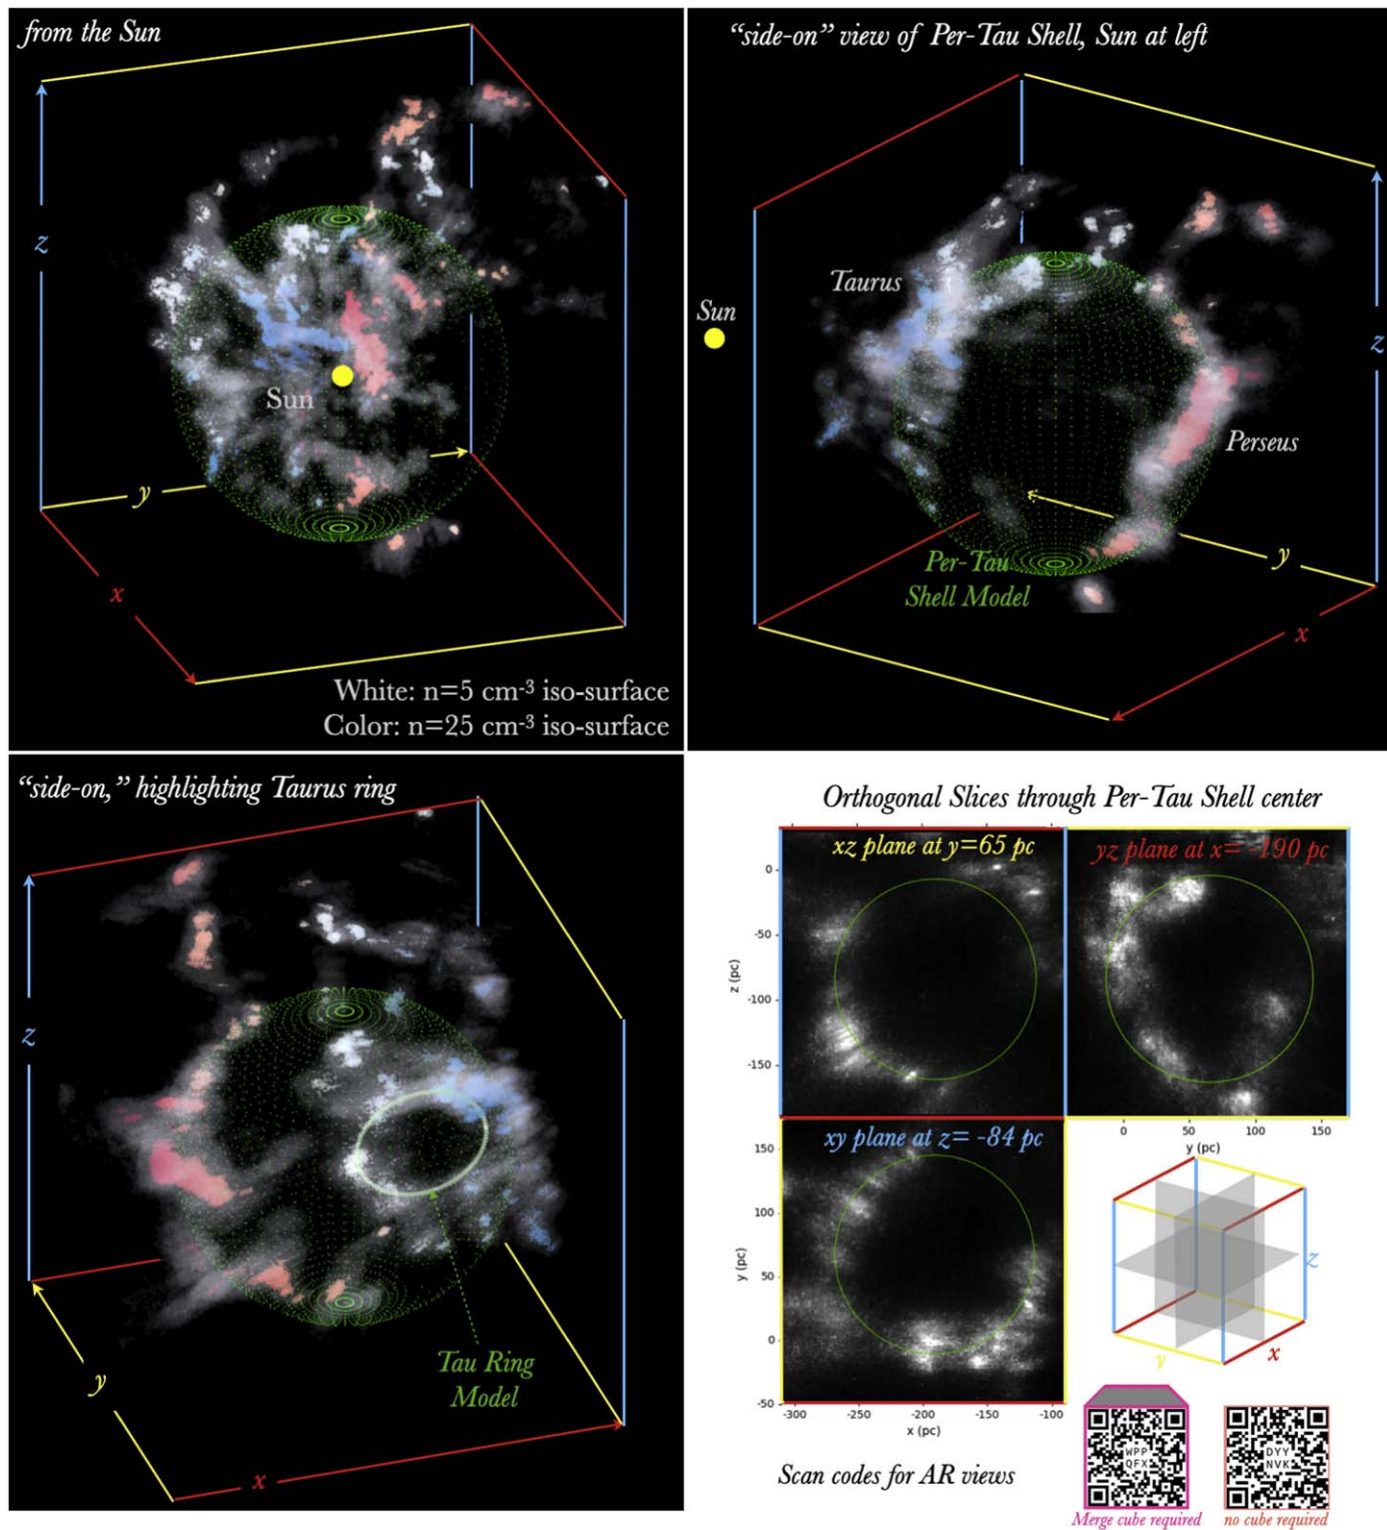 from the Sun
z
y
x
Sun
White: n=5 cm-3 iso-surface
Color: n=25 cm-3 iso-surface
“side-on” view of Per-Tau Shell, Sun at left
Taurus
Sun
z
Perseus
y
Per-Tau
Shell Model
x
“side-on,” highlighting Taurus ring
z
y
x
Tau Ring
Model
Orthogonal Slices through Per-Tau Shell center
xz plane at y=65 pc
yz plane at x= -190 pc
0
-50
-100
-150
z (pc)
0 50 100 150
y (pc)
xy plane at z= -84 pc
150
100
50
0
-50
y (pc)
-300 -250 -200 -150 -100
x (pc)
z
y
x
Scan codes for AR views
WPP
QFX
Merge cube required
DYY
NVK
no cube required